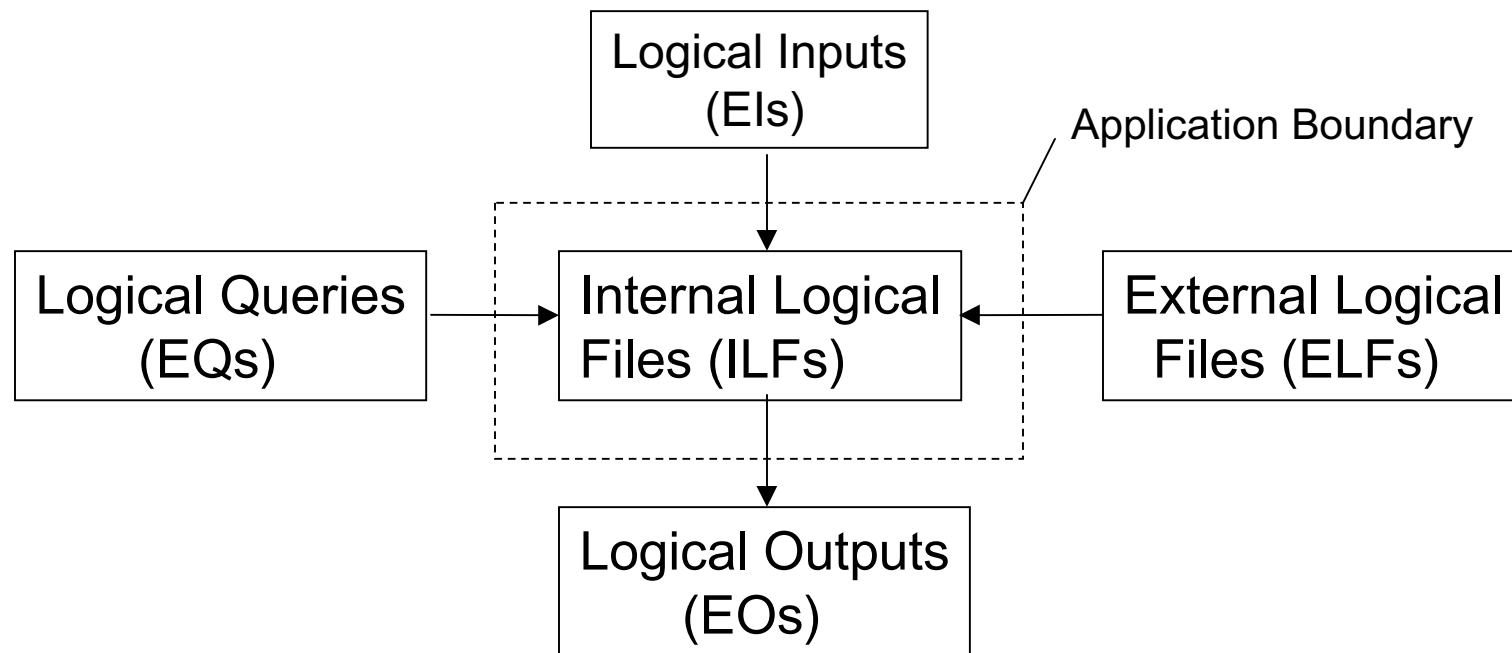 Logical Inputs
(EIs)
Application Boundary
Logical Queries
(EQs)
Internal Logical
Files (ILFs)
External Logical
Files (ELFs)
Logical Outputs
(EOs)